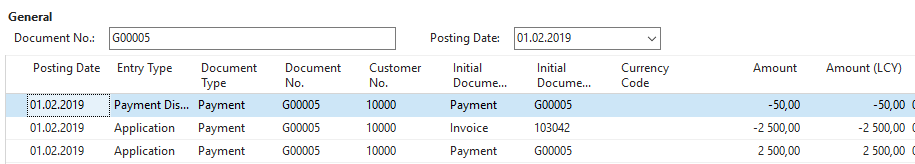 General
Document No.: G00005 Posting Date: 01.02.2019
Posting Date Entry Type Document Type Document No. Customer No. Initial Docume... Initial Docume... Currency Code Amount Amount (LCY)
01.02.2019 Payment Dis... Payment G00005 10000 Payment G00005 -50,00 -50,00 0
01.02.2019 Application Payment G00005 10000 Invoice 103042 -2 500,00 -2 500,00 0
01.02.2019 Application Payment G00005 10000 Payment G00005 2 500,00 2 500,00 0